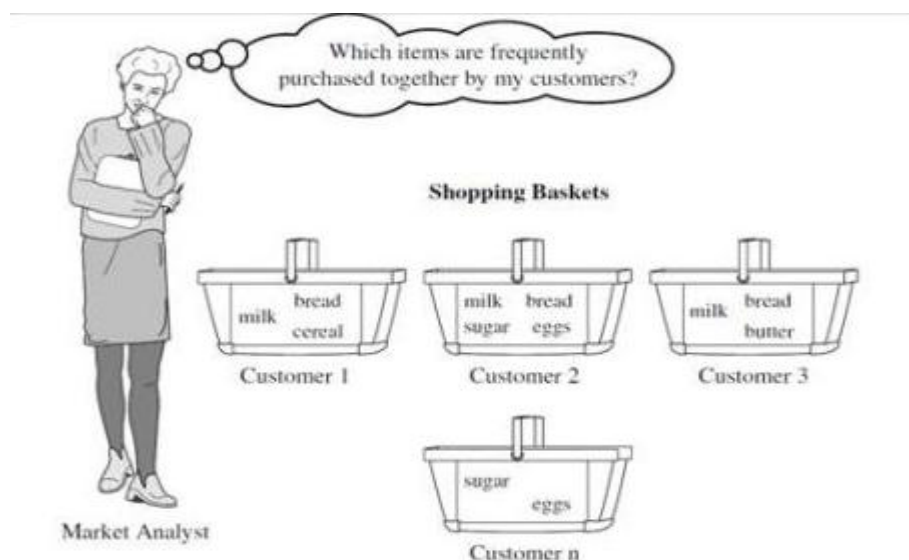 Which items are frequently
purchased together by my customers?
Shopping Baskets
milk bread
cereal
Customer 1
milk bread
sugar eggs
Customer 2
milk bread
butter
Customer 3
sugar
eggs
Customer n
Market Analyst